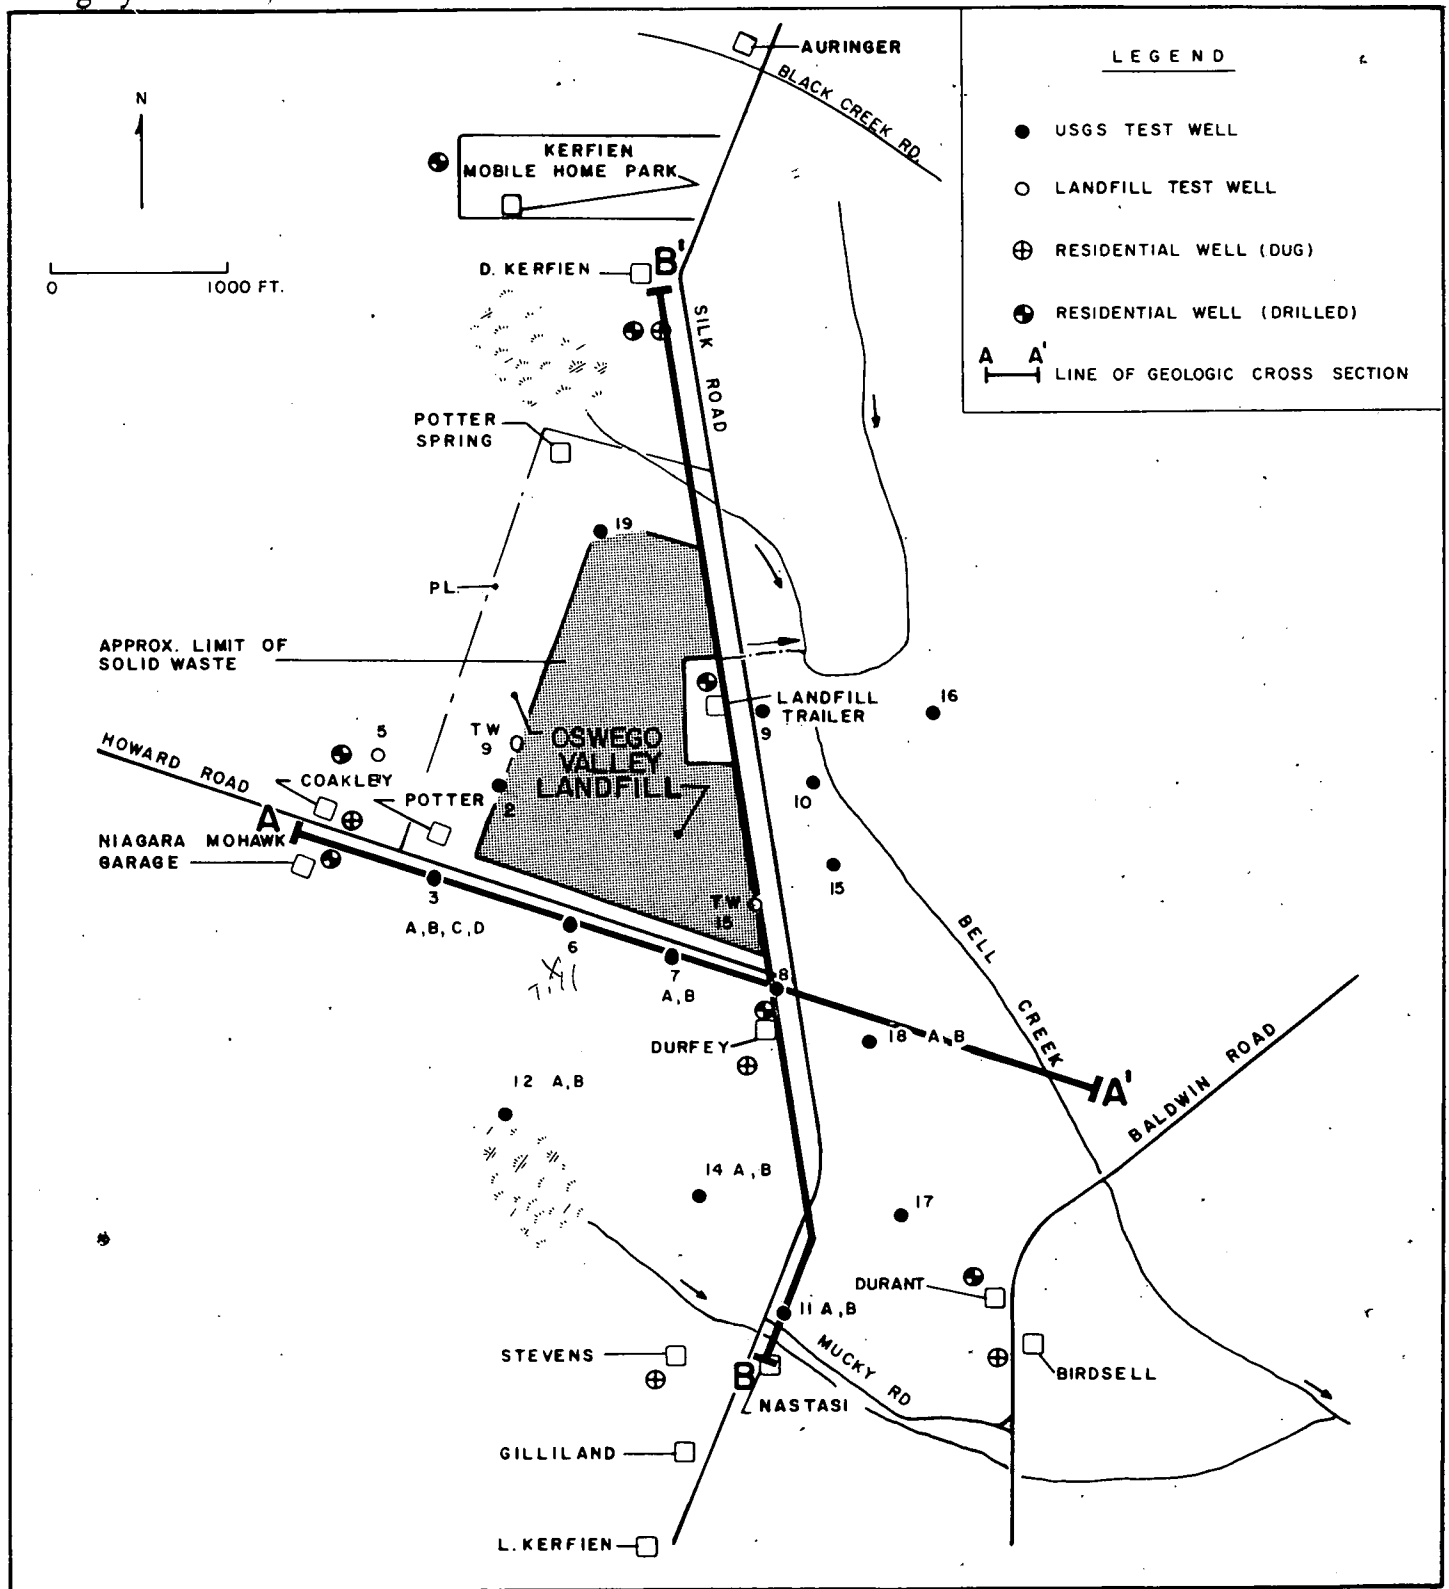 AURINGER
BLACK CREEK RD.
LEGEND
USGS TEST WELL
LANDFILL TEST WELL
RESIDENTIAL WELL (DUG)
RESIDENTIAL WELL (DRILLED)
A A'
LINE OF GEOLOGIC CROSS SECTION
N
0 1000 FT.
KERFIEN
MOBILE HOME PARK
D. KERFIEN
B'
SILK ROAD
POTTER
SPRING
19
PL.
APPROX. LIMIT OF
SOLID WASTE
LANDFILL
TRAILER
16
9
TW
9
5
OSWEGO
VALLEY
LANDFILL
HOWARD ROAD
COAKLEY
POTTER
2
10
A
NIAGARA MOHAWK
GARAGE
3
A,B,C,D
15
TW
15
6
Till
7
A,B
8
BELL CREEK
DURFEY
18 A,B
A'
BALDWIN ROAD
12 A,B
14 A,B
17
DURANT
11 A,B
MUCKY RD
STEVENS
B
NASTASI
BIRDSELL
GILLILAND
L. KERFIEN